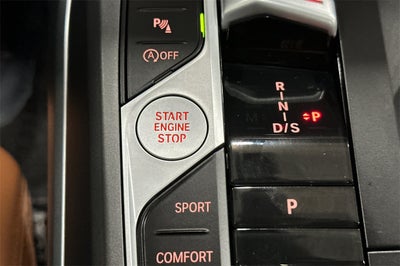 P
OFF
START
ENGINE
STOP
SPORT
COMFORT
R
N
D/S
P
P